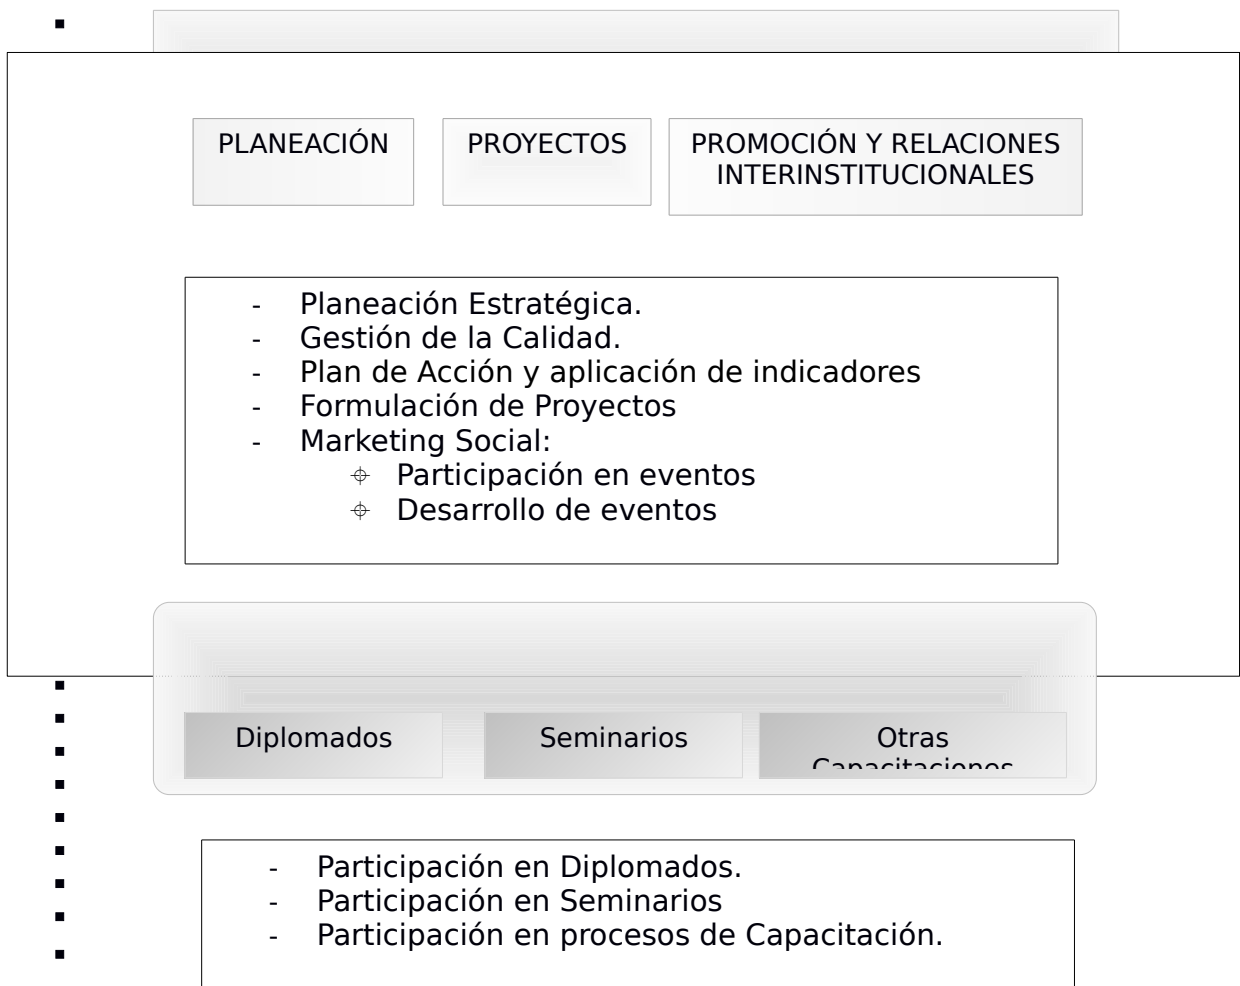 PLANEACIÓN
PROYECTOS
PROMOCIÓN Y RELACIONES
INTERINSTITUCIONALES
- Planeación Estratégica.
- Gestión de la Calidad.
- Plan de Acción y aplicación de indicadores
- Formulación de Proyectos
- Marketing Social:
⌖ Participación en eventos
⌖ Desarrollo de eventos
Diplomados
Seminarios
Otras
Capacitaciones
- Participación en Diplomados.
- Participación en Seminarios
- Participación en procesos de Capacitación.